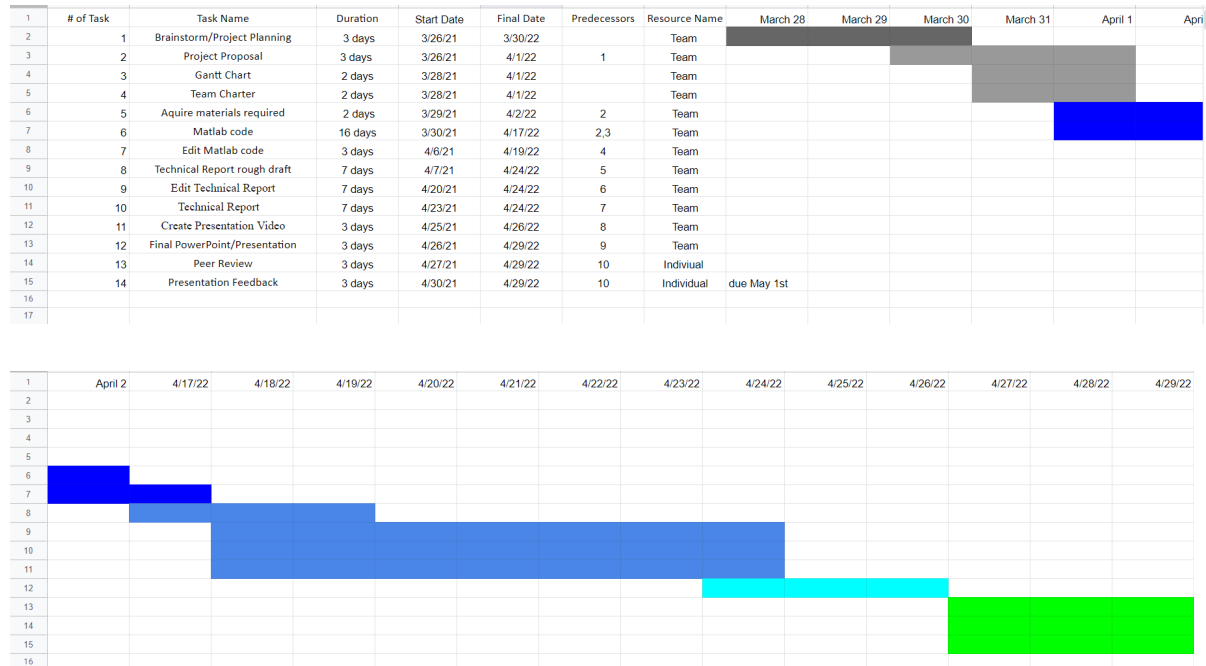 1 # of Task Task Name Duration Start Date Final Date Predecessors Resource Name March 28 March 29 March 30 March 31 April 1 Apri
2 1 Brainstorm/Project Planning 3 days 3/26/21 3/30/22 Team
3 2 Project Proposal 3 days 3/26/21 4/1/22 1 Team
4 3 Gantt Chart 2 days 3/28/21 4/1/22 Team
5 4 Team Charter 2 days 3/28/21 4/1/22 Team
6 5 Aquire materials required 2 days 3/29/21 4/2/22 2 Team
7 6 Matlab code 16 days 3/30/21 4/17/22 2,3 Team
8 7 Edit Matlab code 3 days 4/6/21 4/19/22 4 Team
9 8 Technical Report rough draft 7 days 4/7/21 4/24/22 5 Team
10 9 Edit Technical Report 7 days 4/20/21 4/24/22 6 Team
11 10 Technical Report 7 days 4/23/21 4/24/22 7 Team
12 11 Create Presentation Video 3 days 4/25/21 4/26/22 8 Team
13 12 Final PowerPoint/Presentation 3 days 4/26/21 4/29/22 9 Team
14 13 Peer Review 3 days 4/27/21 4/29/22 10 Indiviual
15 14 Presentation Feedback 3 days 4/30/21 4/29/22 10 Individual due May 1st
16
17
1 April 2 4/17/22 4/18/22 4/19/22 4/20/22 4/21/22 4/22/22 4/23/22 4/24/22 4/25/22 4/26/22 4/27/22 4/28/22 4/29/22
2
3
4
5
6
7
8
9
10
11
12
13
14
15
16